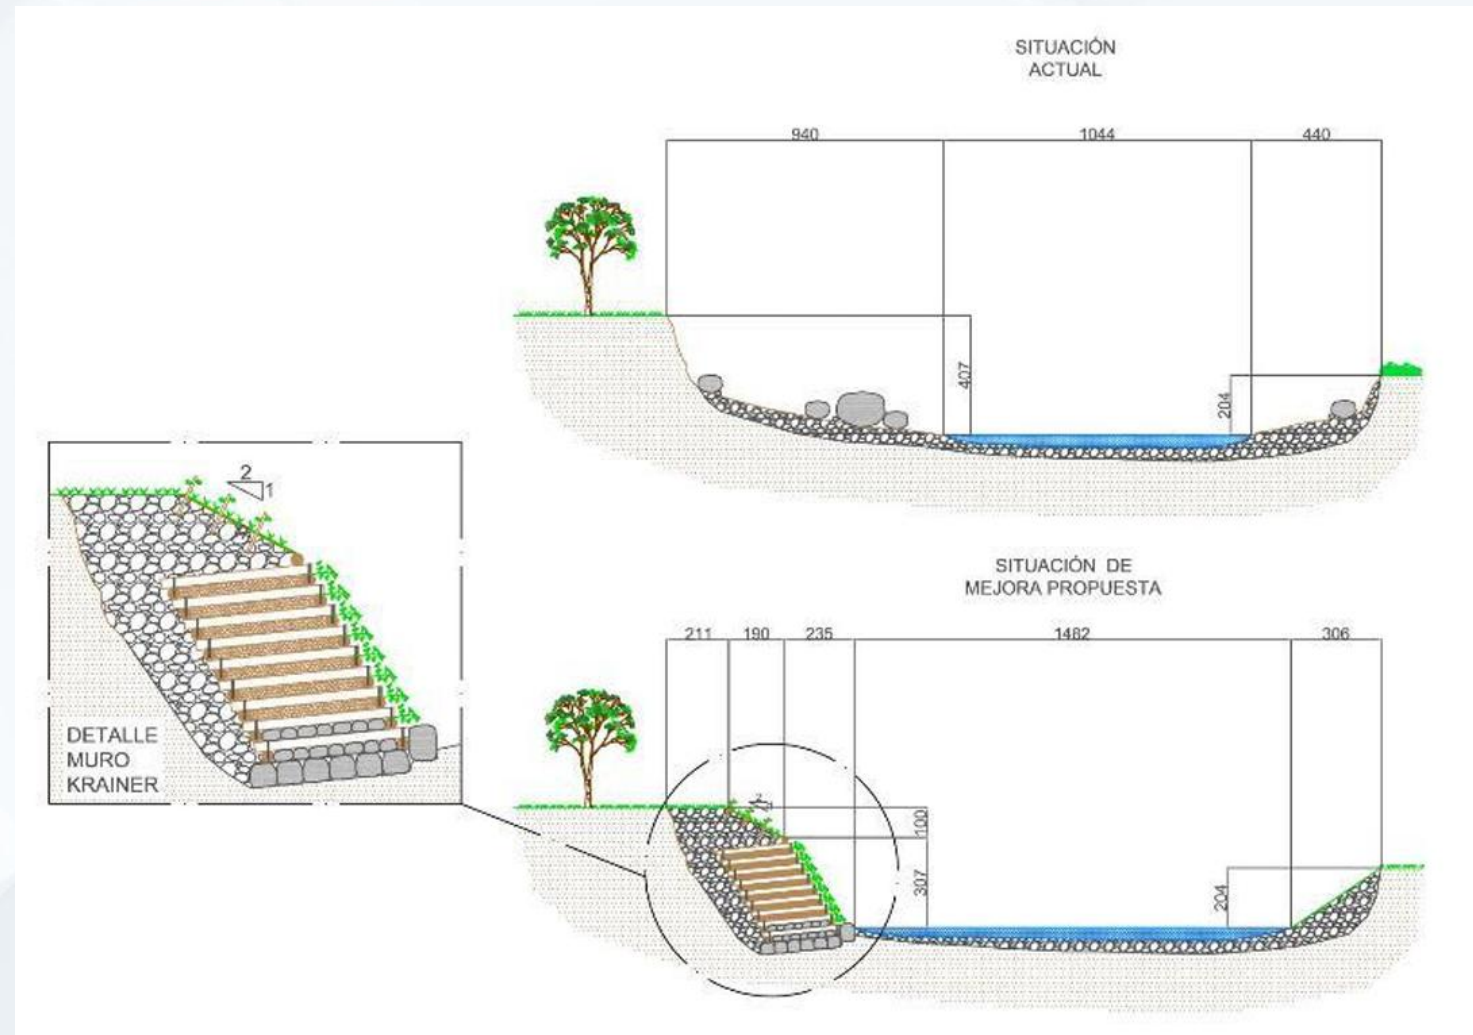 SITUACIÓN
ACTUAL
940
1044
440
407
204
2
1
DETALLE
MURO
KRAINER
SITUACIÓN DE
MEJORA PROPUESTA
211
190
235
1482
306
100
307
204